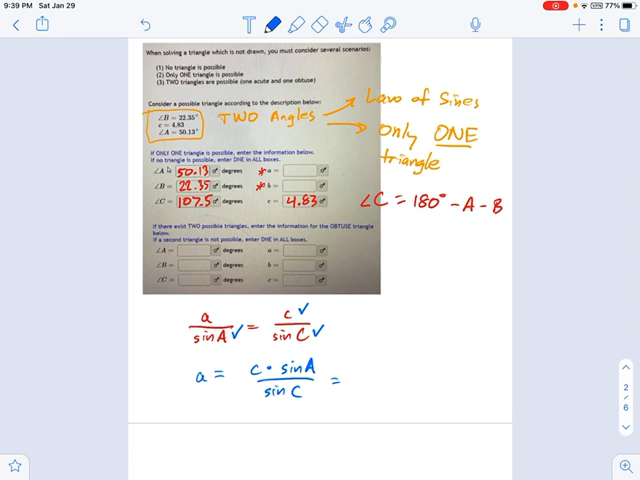 9:39 PM Sat Jan 29
VPN 77%
When solving a triangle which is not drawn, you must consider several scenarios:
(1) No triangle is possible
(2) Only ONE triangle is possible
(3) TWO triangles are possible (one acute and one obtuse)
Consider a possible triangle according to the description below:
∠B = 22.35°
c = 4.83
∠A = 50.13°
TWO Angles
Law of Sines
Only ONE
triangle
If ONLY ONE triangle is possible, enter the information below.
If no triangle is possible, enter DNE in ALL boxes.
∠A = 50.13 degrees * a =
∠B = 22.35 degrees * b =
∠C = 107.5 degrees c = 4.83
∠C = 180° - A - B
If there exist TWO possible triangles, enter the information for the OBTUSE triangle
below.
If a second triangle is not possible, enter DNE in ALL boxes.
∠A = degrees a =
∠B = degrees b =
∠C = degrees c =
a/sin A ✓ = c ✓/sin C ✓
a = c · sin A/sin C =
2
/
6